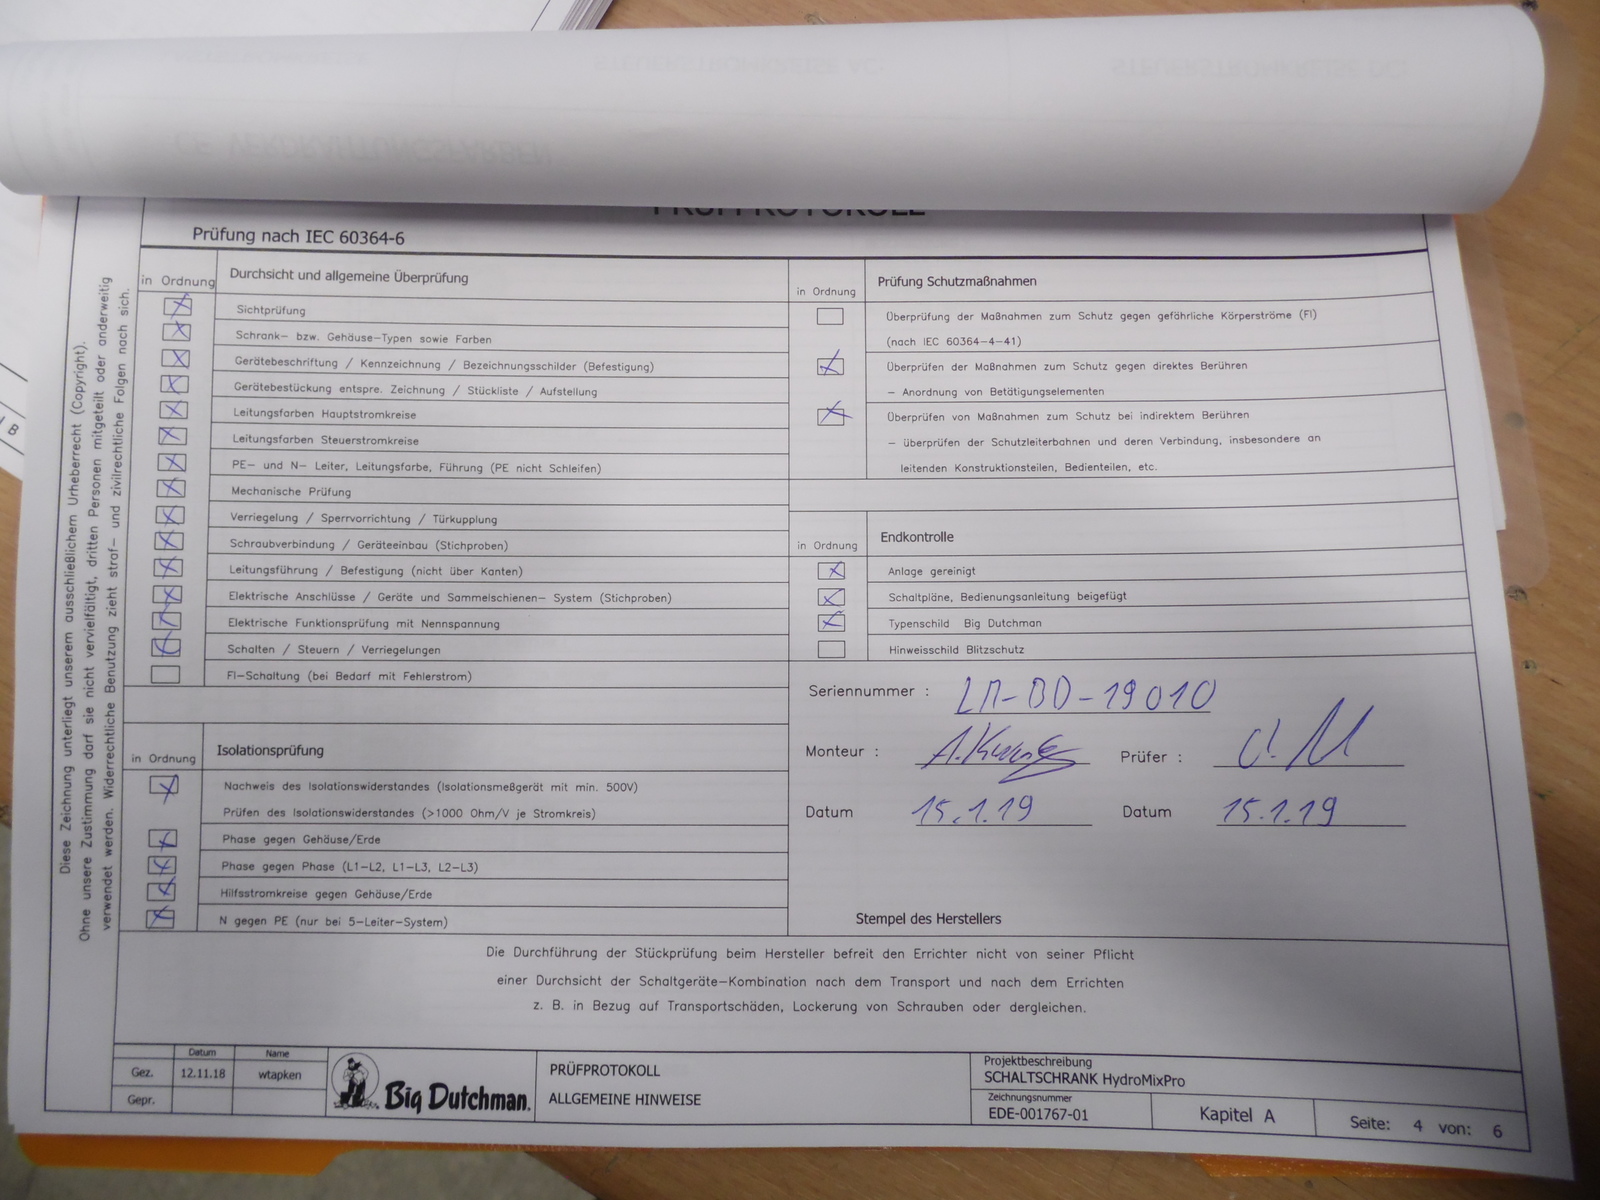 PRÜFPROTOKOLL
Prüfung nach IEC 60364-6
in Ordnung
Durchsicht und allgemeine Überprüfung
Sichtprüfung
Schrank- bzw. Gehäuse-Typen sowie Farben
Gerätebeschriftung / Kennzeichnung / Bezeichnungsschilder (Befestigung)
Gerätebestückung entspre. Zeichnung / Stückliste / Aufstellung
Leitungsfarben Hauptstromkreise
Leitungsfarben Steuerstromkreise
PE- und N- Leiter, Leitungsfarbe, Führung (PE nicht Schleifen)
Mechanische Prüfung
Verriegelung / Sperrvorrichtung / Türkupplung
Schraubverbindung / Geräteeinbau (Stichproben)
Leitungsführung / Befestigung (nicht über Kanten)
Elektrische Anschlüsse / Geräte und Sammelschienen- System (Stichproben)
Elektrische Funktionsprüfung mit Nennspannung
Schalten / Steuern / Verriegelungen
FI-Schaltung (bei Bedarf mit Fehlerstrom)
in Ordnung
Isolationsprüfung
Nachweis des Isolationswiderstandes (Isolationsmeßgerät mit min. 500V)
Prüfen des Isolationswiderstandes (>1000 Ohm/V je Stromkreis)
Phase gegen Gehäuse/Erde
Phase gegen Phase (L1-L2, L1-L3, L2-L3)
Hilfsstromkreise gegen Gehäuse/Erde
N gegen PE (nur bei 5-Leiter-System)
in Ordnung
Prüfung Schutzmaßnahmen
Überprüfung der Maßnahmen zum Schutz gegen gefährliche Körperströme (FI)
(nach IEC 60364-4-41)
Überprüfen der Maßnahmen zum Schutz gegen direktes Berühren
- Anordnung von Betätigungselementen
Überprüfen von Maßnahmen zum Schutz bei indirektem Berühren
- überprüfen der Schutzleiterbahnen und deren Verbindung, insbesondere an
leitenden Konstruktionsteilen, Bedienteilen, etc.
in Ordnung
Endkontrolle
Anlage gereinigt
Schaltpläne, Bedienungsanleitung beigefügt
Typenschild Big Dutchman
Hinweisschild Blitzschutz
Seriennummer : LM-BD-19010
Monteur :
Prüfer :
Datum 15.1.19
Datum 15.1.19
Stempel des Herstellers
Die Durchführung der Stückprüfung beim Hersteller befreit den Errichter nicht von seiner Pflicht
einer Durchsicht der Schaltgeräte-Kombination nach dem Transport und nach dem Errichten
z. B. in Bezug auf Transportschäden, Lockerung von Schrauben oder dergleichen.
Datum Name
Gez. 12.11.18 wtapken
Gepr.
Big Dutchman.
PRÜFPROTOKOLL
ALLGEMEINE HINWEISE
Projektbeschreibung
SCHALTSCHRANK HydroMixPro
Zeichnungsnummer
EDE-001767-01
Kapitel A
Seite: 4 von: 6
Diese Zeichnung unterliegt unserem ausschließlichem Urheberrecht (Copyright).
Ohne unsere Zustimmung darf sie nicht vervielfältigt, dritten Personen mitgeteilt oder anderweitig
verwendet werden. Widerrechtliche Benutzung zieht straf- und zivilrechtliche Folgen nach sich.